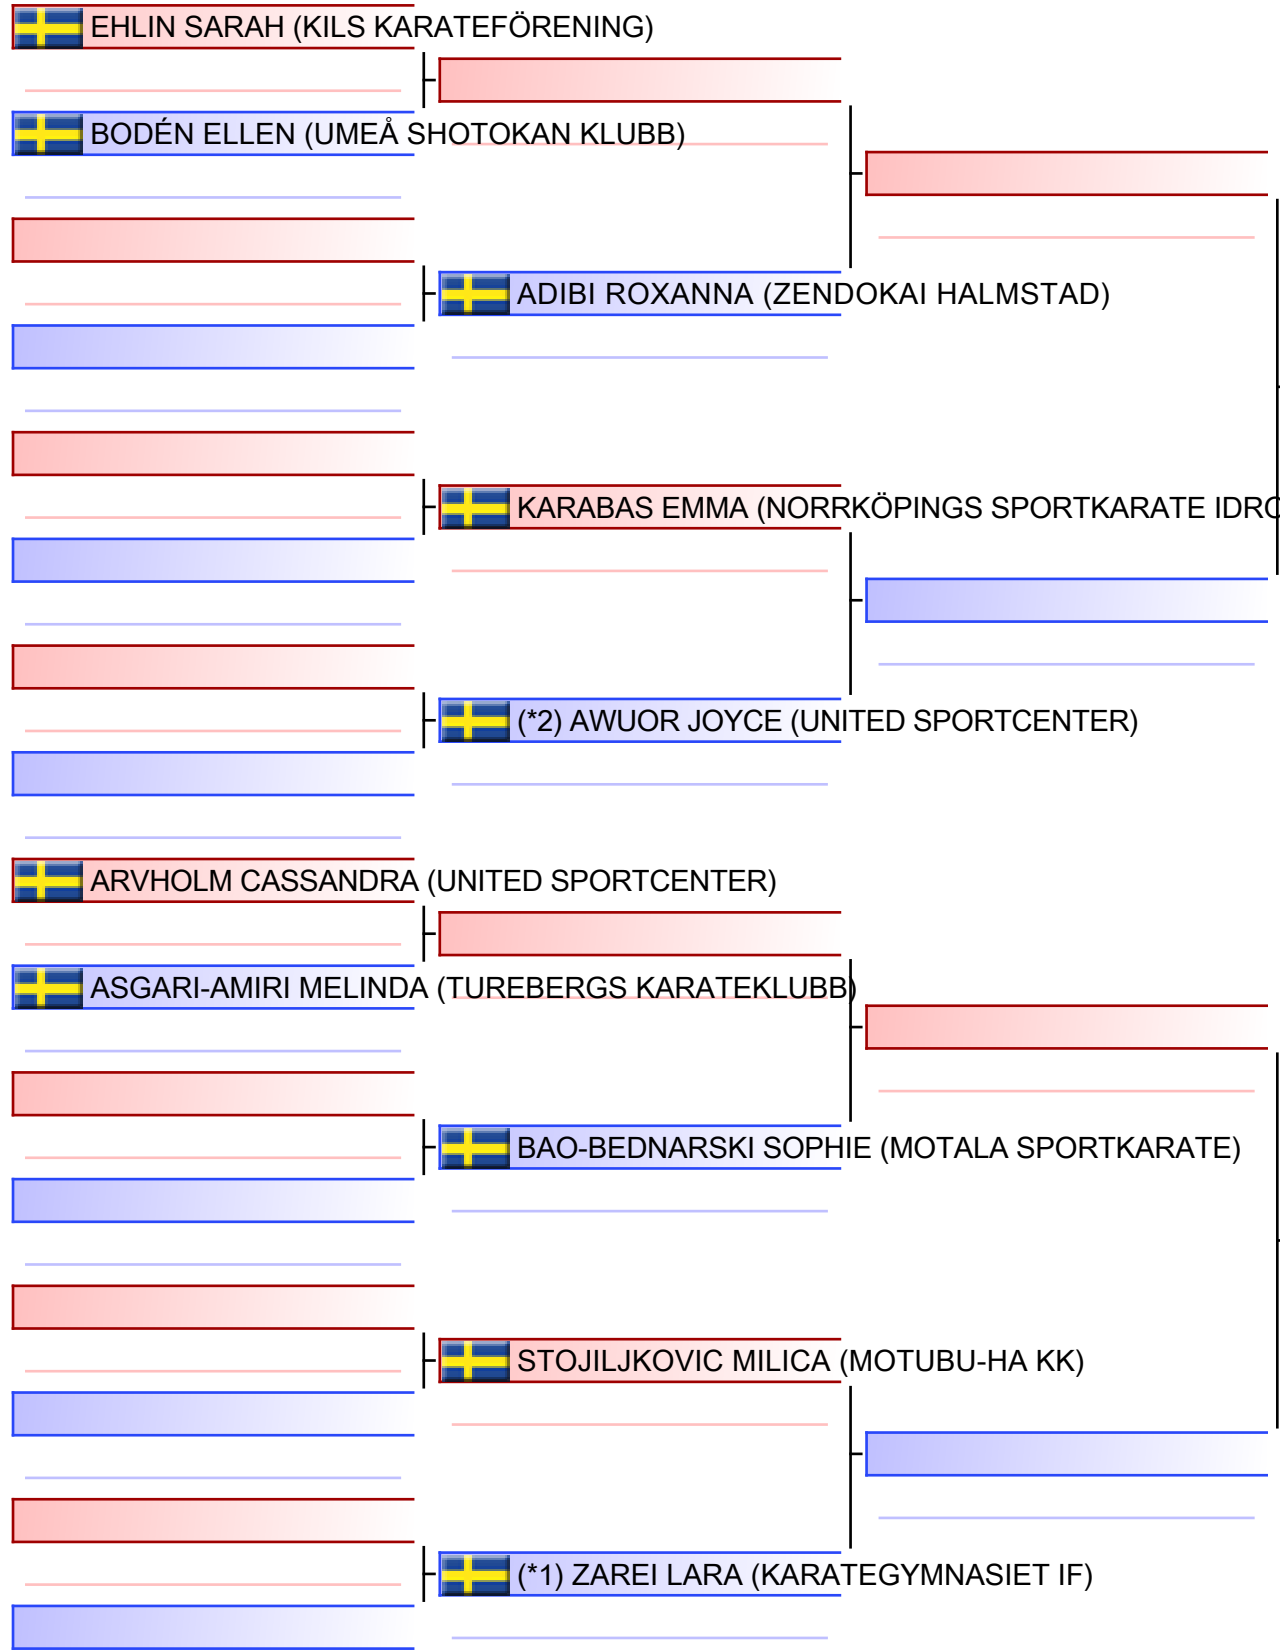 EHLIN SARAH (KILS KARATEFÖRENING)
BODÉN ELLEN (UMEÅ SHOTOKAN KLUBB)
ADIBI ROXANNA (ZENDOKAI HALMSTAD)
KARABAS EMMA (NORRKÖPINGS SPORTKARATE IDRO
(*2) AWUOR JOYCE (UNITED SPORTCENTER)
ARVHOLM CASSANDRA (UNITED SPORTCENTER)
ASGARI-AMIRI MELINDA (TUREBERGS KARATEKLUBB)
BAO-BEDNARSKI SOPHIE (MOTALA SPORTKARATE)
STOJILJKOVIC MILICA (MOTUBU-HA KK)
(*1) ZAREI LARA (KARATEGYMNASIET IF)